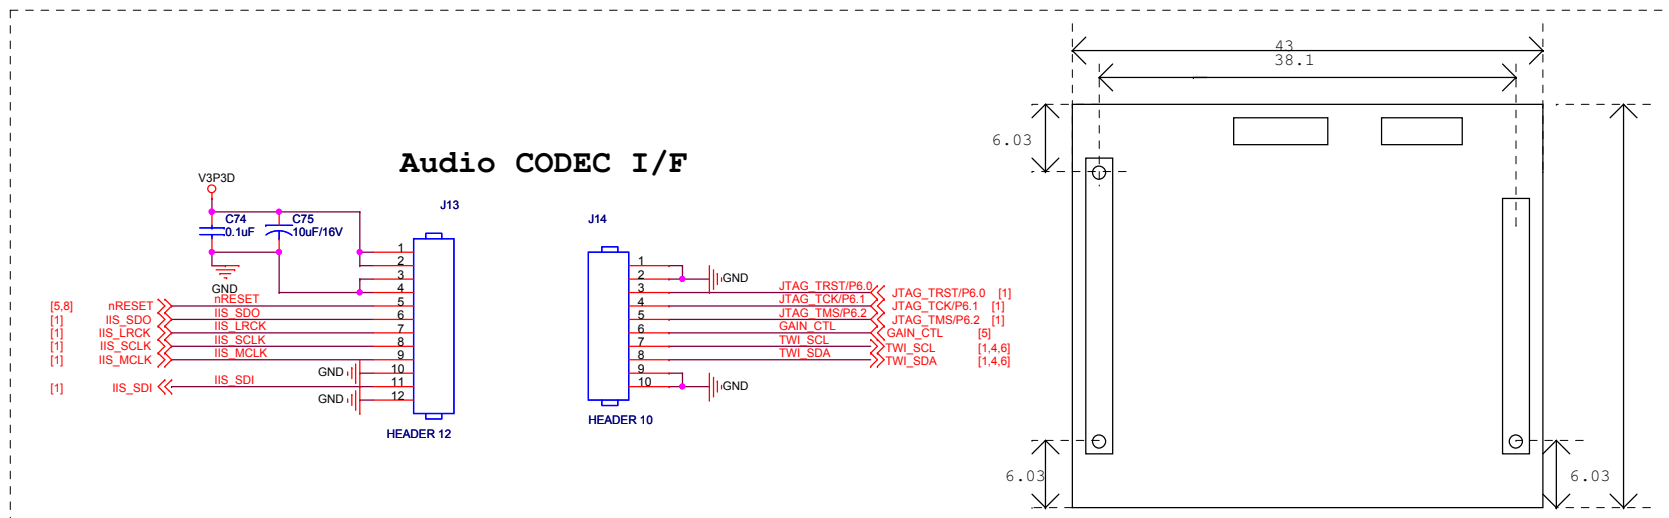 43
38.1
6.03
Audio CODEC I/F
V3P3D
J13
J14
C74
0.1uF
C75
10uF/16V
GND
1
2
3
4
5
6
7
8
9
10
11
12
[5,8] nRESET nRESET
[1] IIS_SDO IIS_SDO
[1] IIS_LRCK IIS_LRCK
[1] IIS_SCLK IIS_SCLK
[1] IIS_MCLK IIS_MCLK
GND
[1] IIS_SDI IIS_SDI
GND
HEADER 12
1
2
3
4
5
6
7
8
9
10
GND
JTAG_TRST/P6.0 JTAG_TRST/P6.0 [1]
JTAG_TCK/P6.1 JTAG_TCK/P6.1 [1]
JTAG_TMS/P6.2 JTAG_TMS/P6.2 [1]
GAIN_CTL GAIN_CTL [5]
TWI_SCL TWI_SCL [1,4,6]
TWI_SDA TWI_SDA [1,4,6]
GND
HEADER 10
6.03
6.03